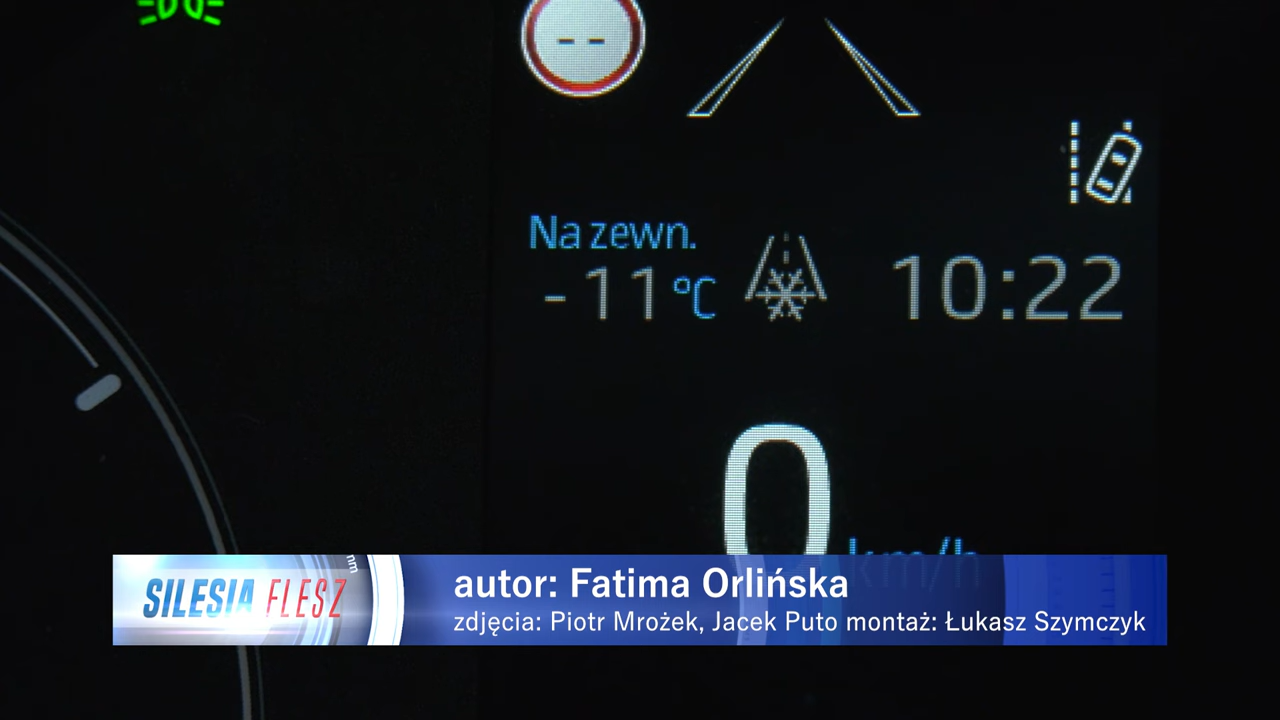 - -
Na zewn.
-11 °C 10:22
0 km/h
SILESIA FLESZ
autor: Fatima Orlińska
zdjęcia: Piotr Mrożek, Jacek Puto montaż: Łukasz Szymczyk